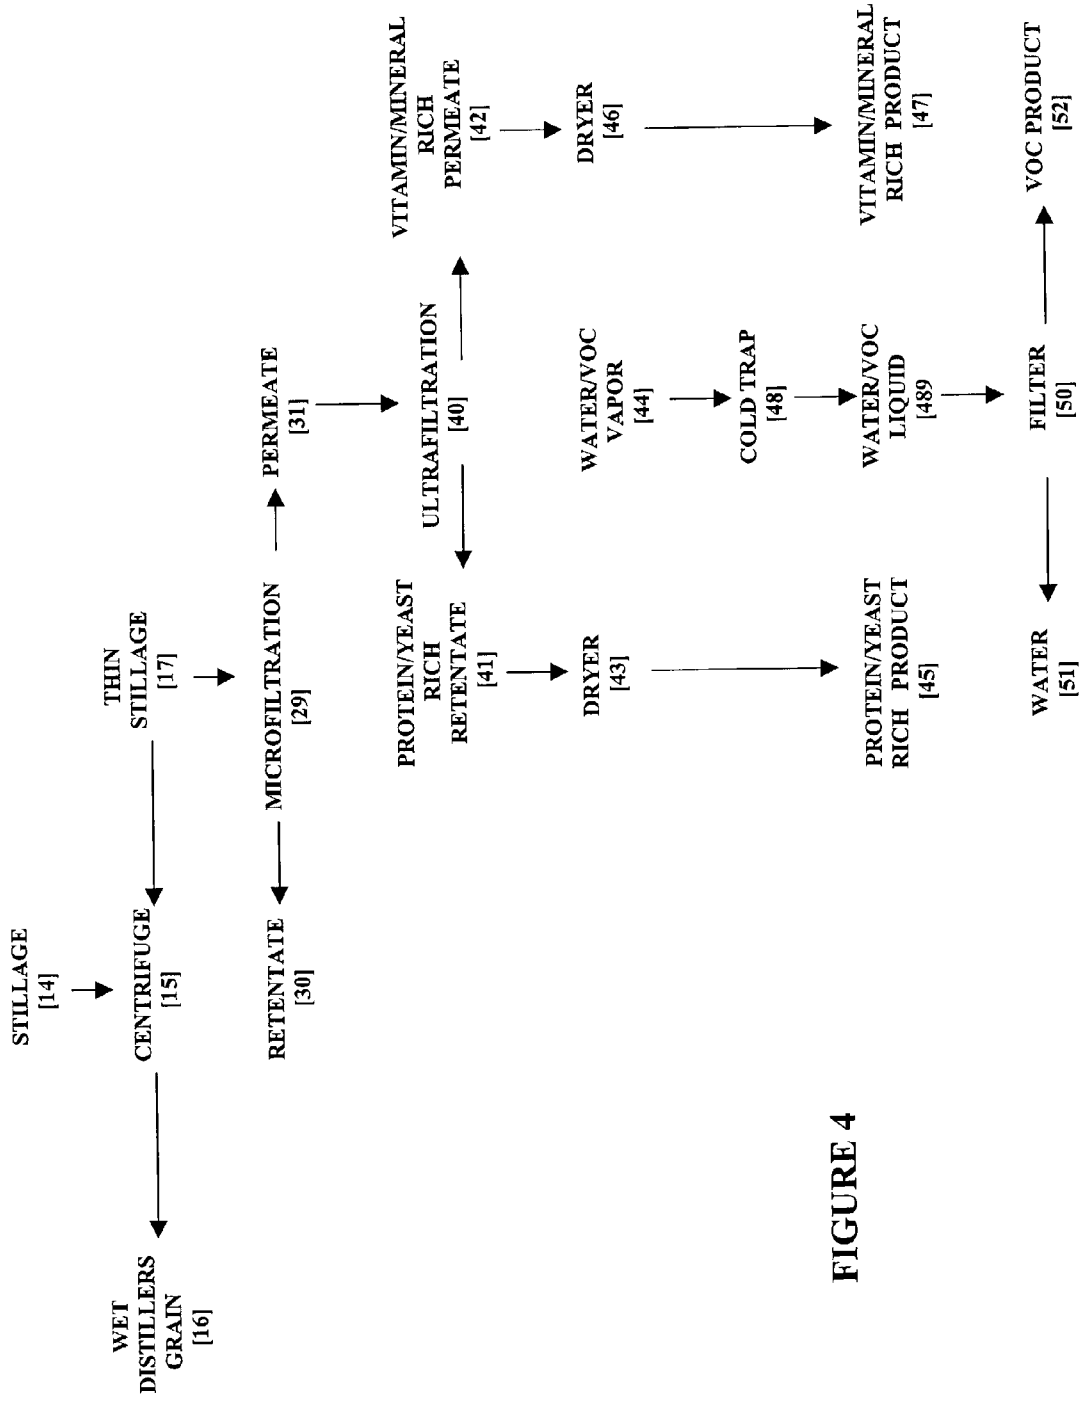 STILLAGE
[14]
WET
DISTILLERS
GRAIN
[16]
CENTRIFUGE
[15]
THIN
STILLAGE
[17]
RETENTATE
[30]
MICROFILTRATION
[29]
PERMEATE
[31]
PROTEIN/YEAST
RICH
RETENTATE
[41]
ULTRAFILTRATION
[40]
VITAMIN/MINERAL
RICH
PERMEATE
[42]
DRYER
[43]
WATER/VOC
VAPOR
[44]
DRYER
[46]
COLD TRAP
[48]
PROTEIN/YEAST
RICH PRODUCT
[45]
WATER/VOC
LIQUID
[489
VITAMIN/MINERAL
RICH PRODUCT
[47]
WATER
[51]
FILTER
[50]
VOC PRODUCT
[52]
FIGURE 4